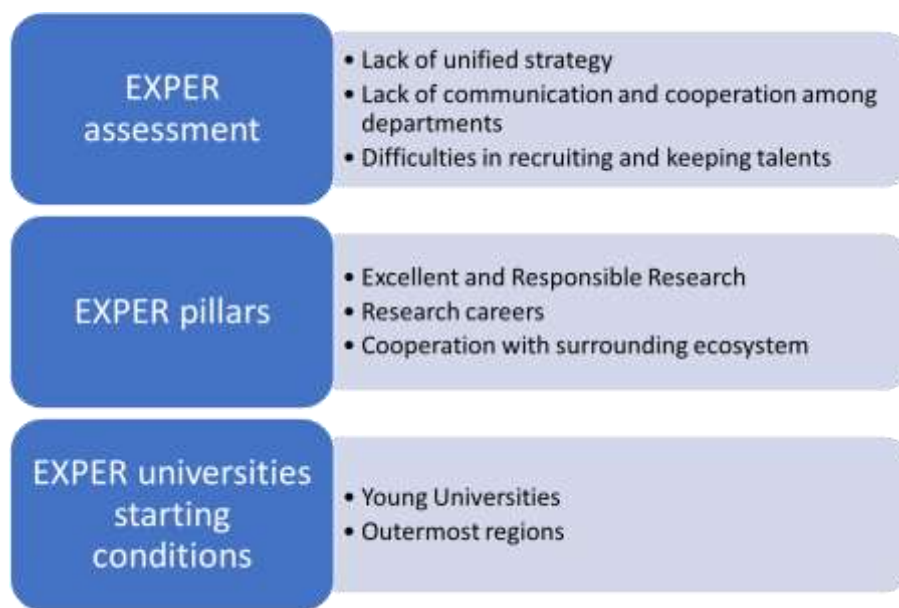 EXPER
assessment
• Lack of unified strategy
• Lack of communication and cooperation among
departments
• Difficulties in recruiting and keeping talents
EXPER pillars
• Excellent and Responsible Research
• Research careers
• Cooperation with surrounding ecosystem
EXPER universities
starting
conditions
• Young Universities
• Outermost regions